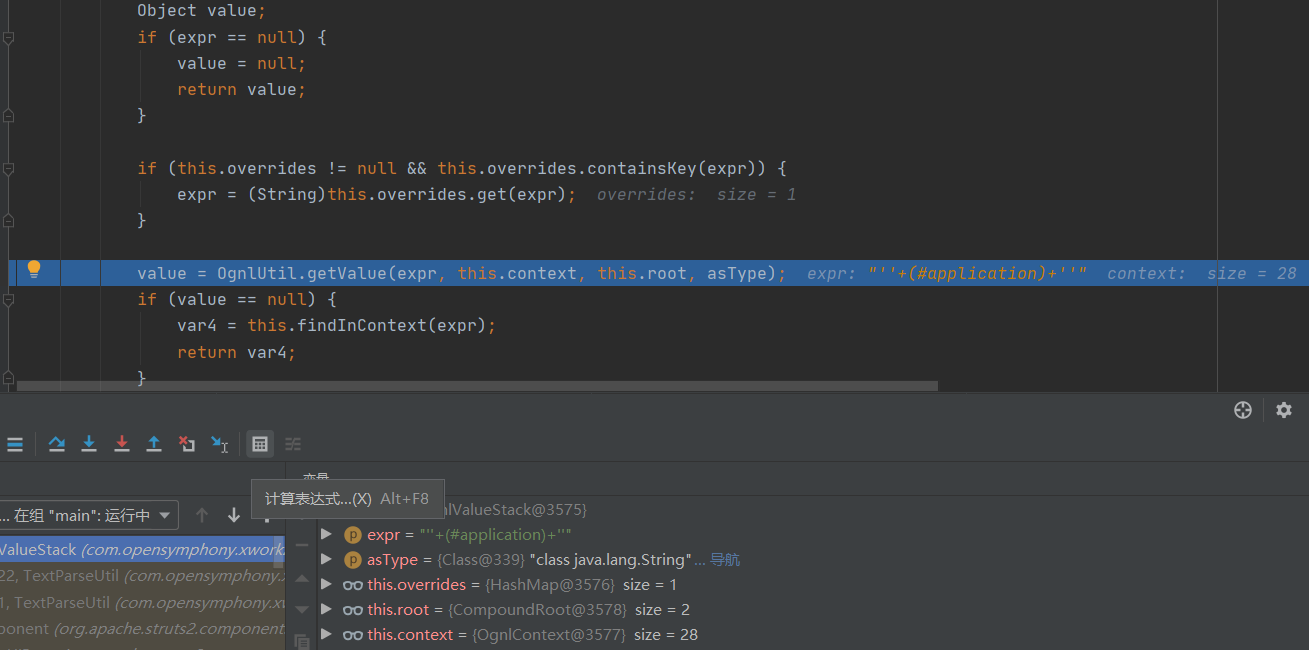 Object value;
if (expr == null) {
value = null;
return value;
}
if (this.overrides != null && this.overrides.containsKey(expr)) {
expr = (String)this.overrides.get(expr); overrides: size = 1
}
value = OgnlUtil.getValue(expr, this.context, this.root, asType); expr: "''+(#application)+''" context: size = 28
if (value == null) {
var4 = this.findInContext(expr);
return var4;
}
计算表达式...(X) Alt+F8
... 在组 "main": 运行中
lValueStack@3575}
ValueStack (com.opensymphony.xwork
expr = "''+(#application)+''"
22, TextParseUtil (com.opensymphony.x
asType = {Class@339} "class java.lang.String"... 导航
1, TextParseUtil (com.opensymphony.xw
this.overrides = {HashMap@3576} size = 1
ponent (org.apache.struts2.component
this.root = {CompoundRoot@3578} size = 2
this.context = {OgnlContext@3577} size = 28